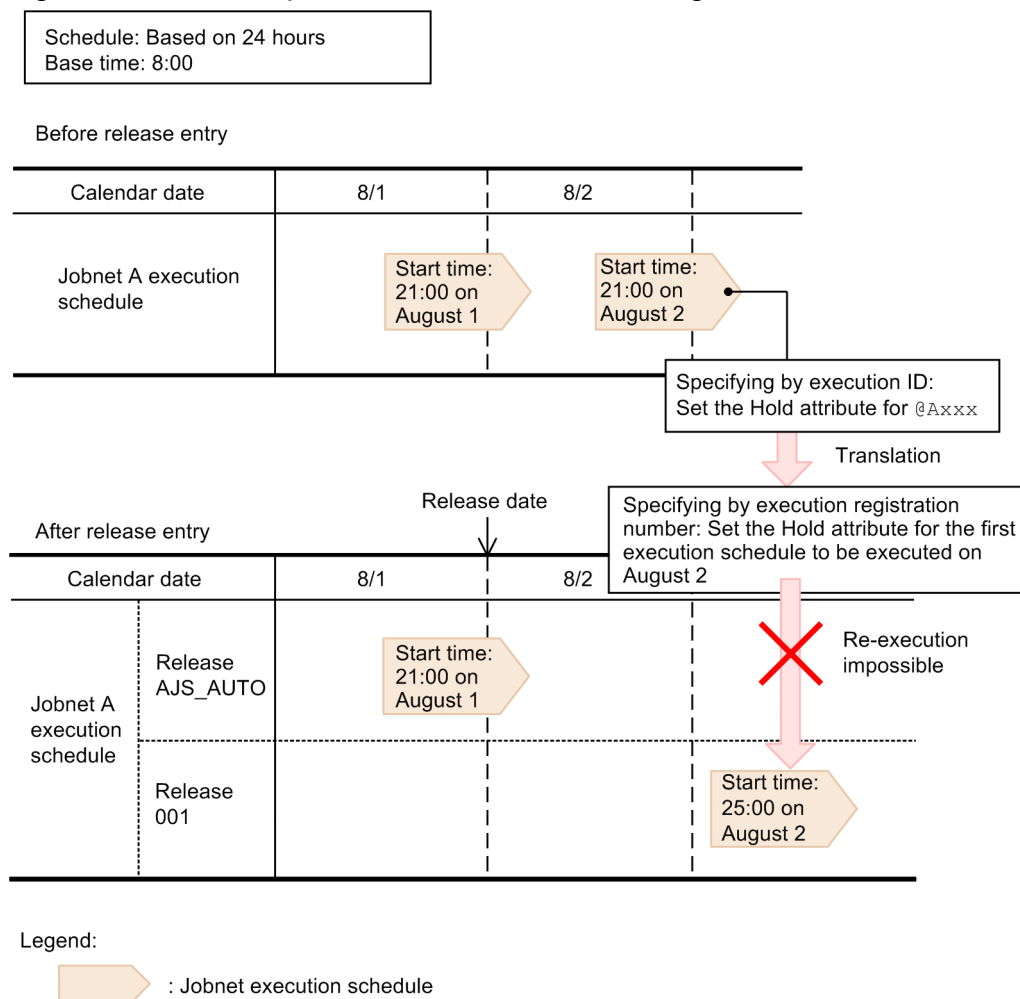 Schedule: Based on 24 hours
Base time: 8:00
Before release entry
Calendar date
8/1
8/2
Jobnet A execution
schedule
Start time:
21:00 on
August 1
Start time:
21:00 on
August 2
Specifying by execution ID:
Set the Hold attribute for @Axxx
Translation
Release date
Specifying by execution registration
number: Set the Hold attribute for the first
execution schedule to be executed on
August 2
After release entry
Calendar date
8/1
8/2
Jobnet A
execution
schedule
Release
AJS_AUTO
Start time:
21:00 on
August 1
Re-execution
impossible
Release
001
Start time:
25:00 on
August 2
Legend:
: Jobnet execution schedule